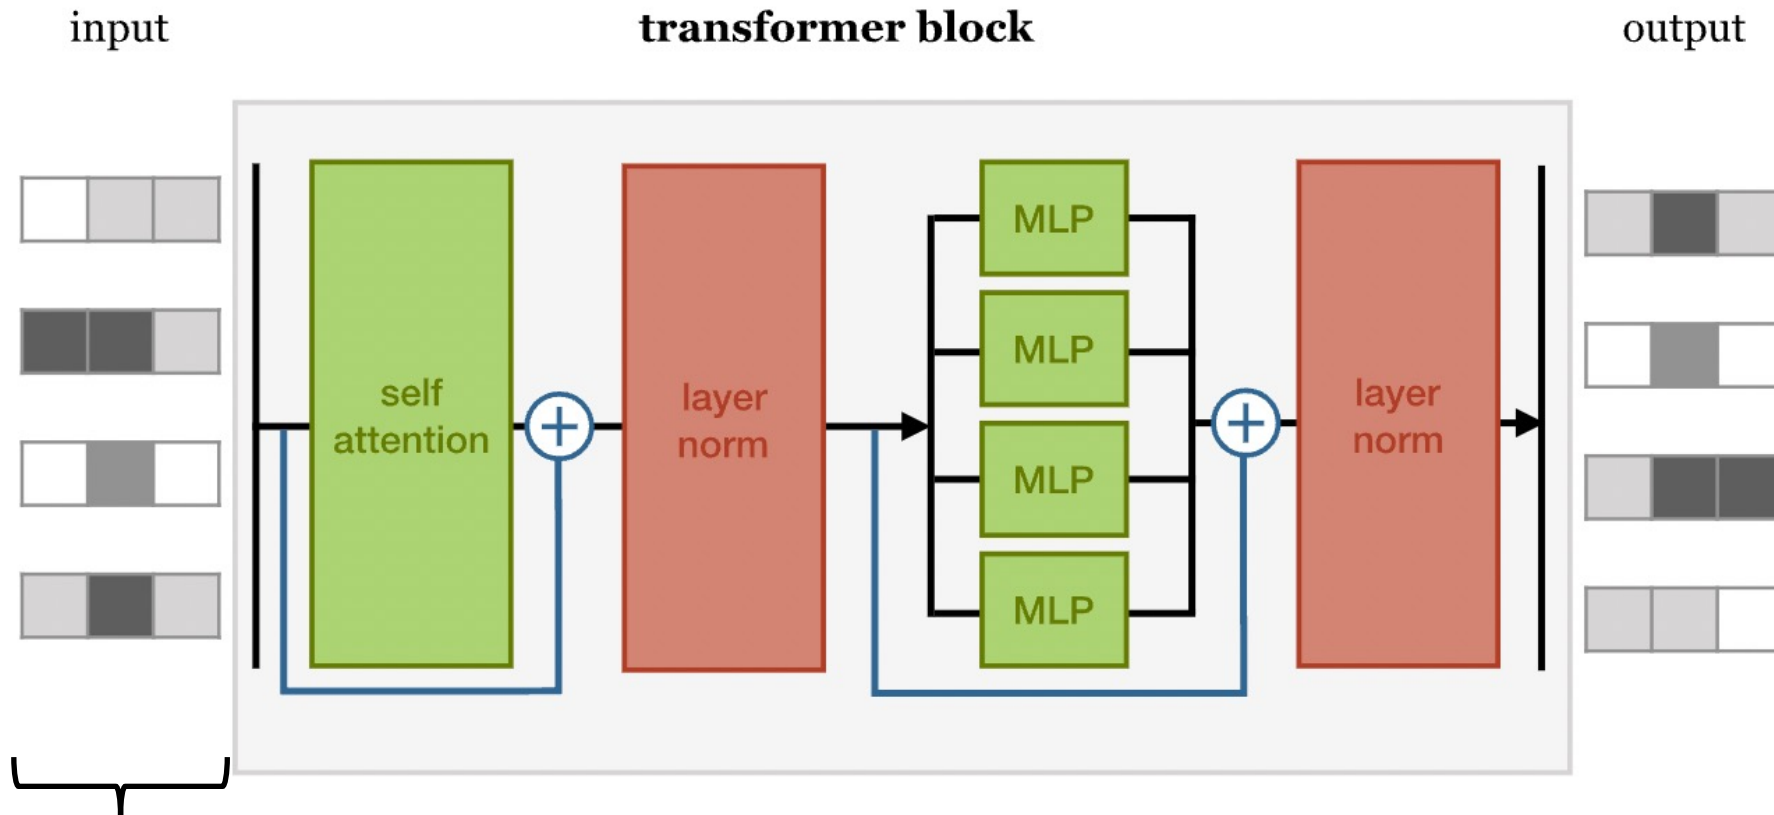 input
transformer block
output
self
attention
layer
norm
MLP
MLP
MLP
MLP
layer
norm